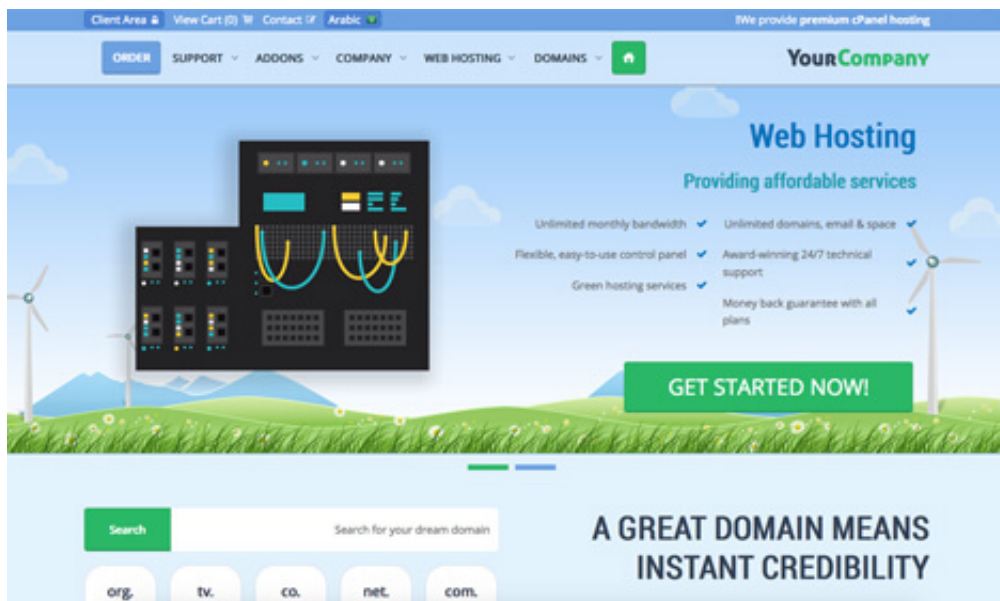 Client Area View Cart (0) Contact Arabic
!We provide premium cPanel hosting
ORDER SUPPORT ADDONS COMPANY WEB HOSTING DOMAINS
YourCompany
Web Hosting
Providing affordable services
Unlimited monthly bandwidth
Flexible, easy-to-use control panel
Green hosting services
Unlimited domains, email & space
Award-winning 24/7 technical
support
Money back guarantee with all
plans
GET STARTED NOW!
Search
Search for your dream domain
org. tv. co. net. com.
A GREAT DOMAIN MEANS
INSTANT CREDIBILITY